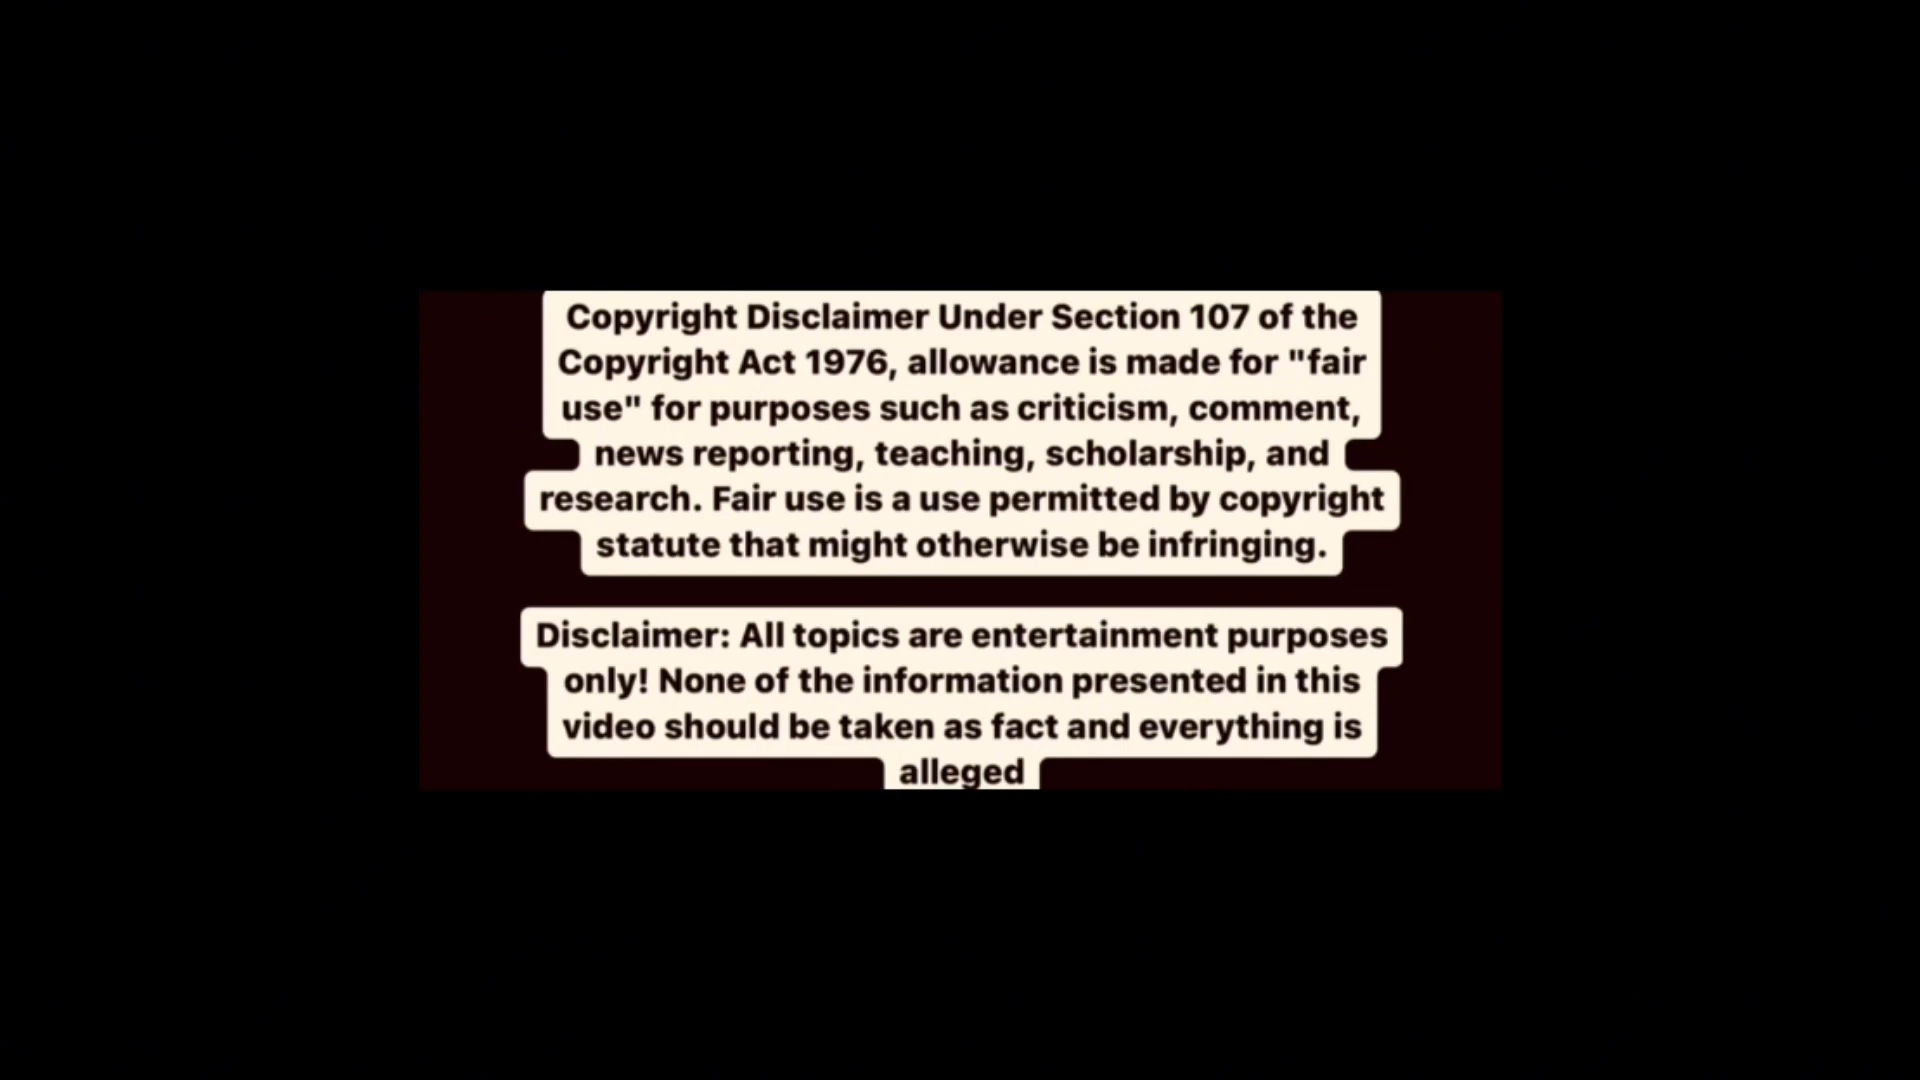 Copyright Disclaimer Under Section 107 of the
Copyright Act 1976, allowance is made for "fair
use" for purposes such as criticism, comment,
news reporting, teaching, scholarship, and
research. Fair use is a use permitted by copyright
statute that might otherwise be infringing.
Disclaimer: All topics are entertainment purposes
only! None of the information presented in this
video should be taken as fact and everything is
alleged